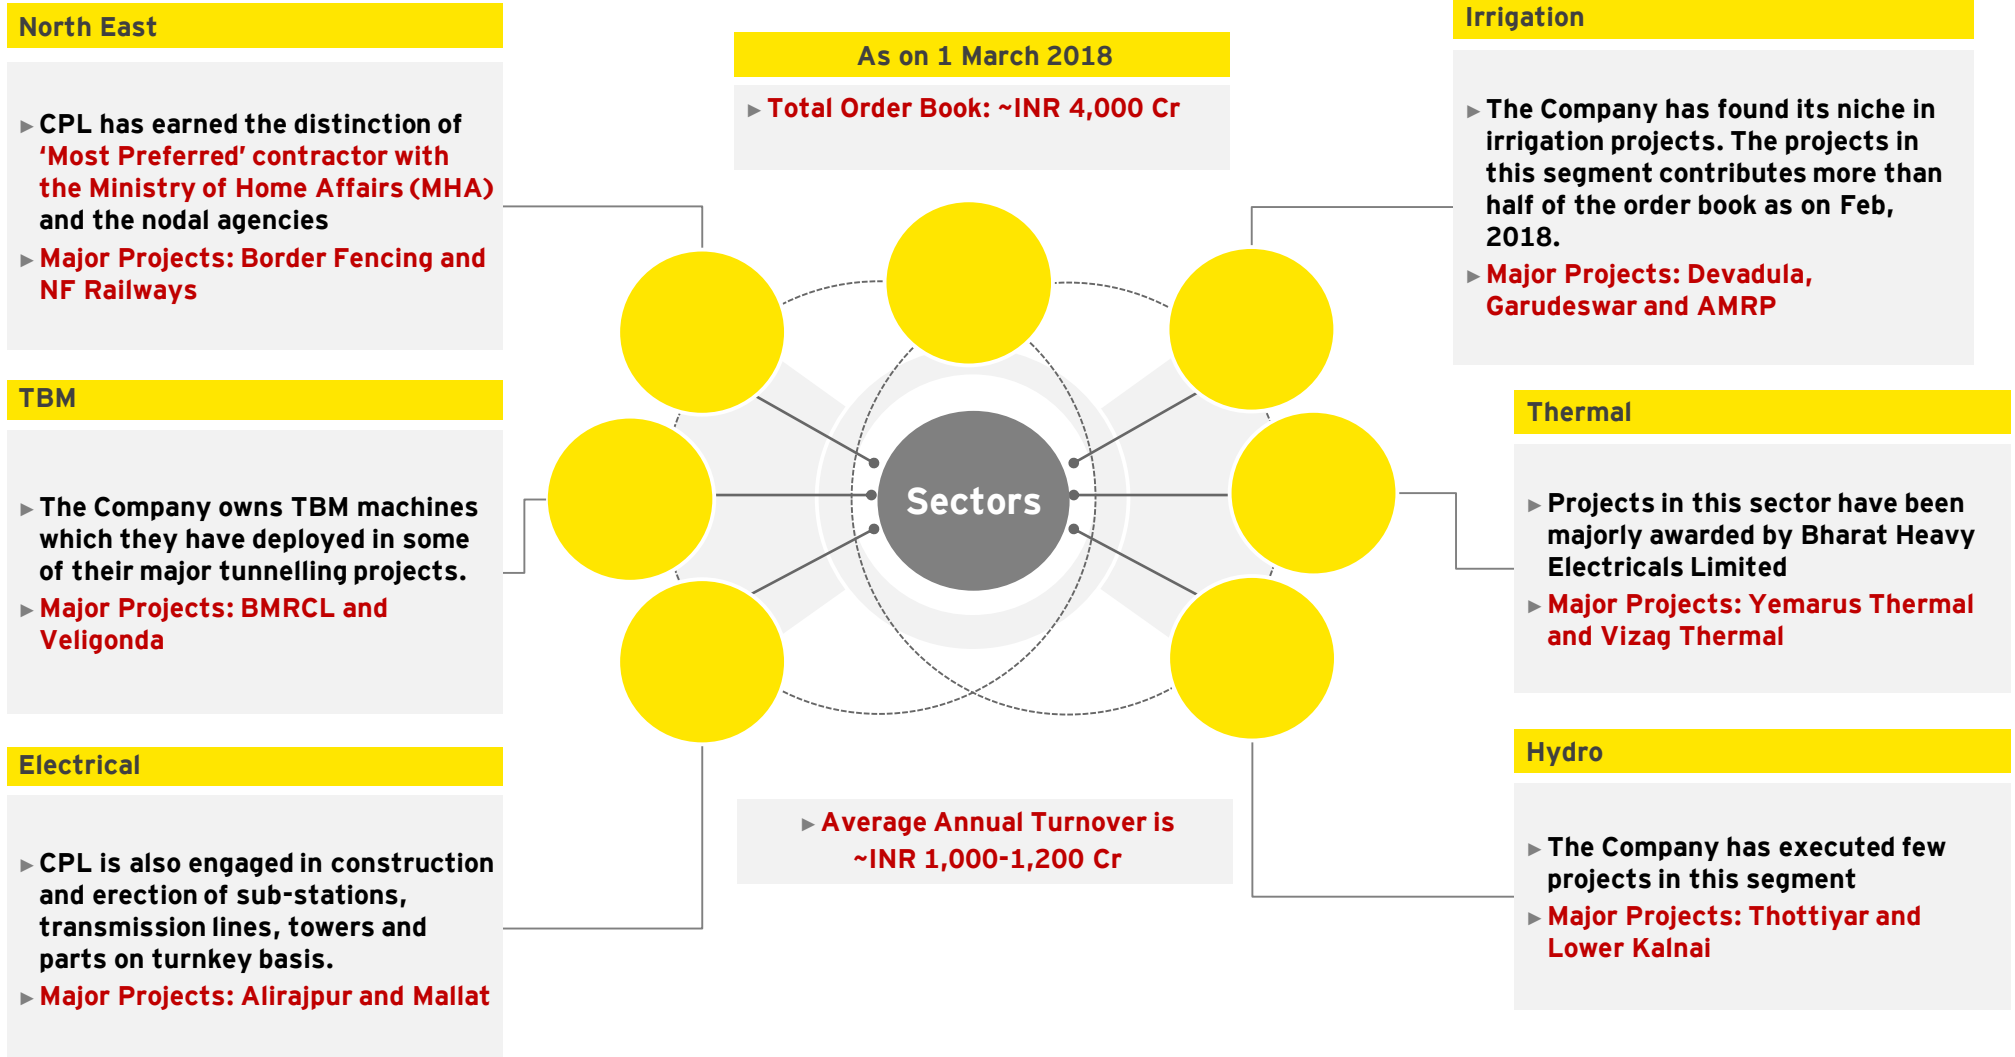 North East
► CPL has earned the distinction of
‘Most Preferred’ contractor with
the Ministry of Home Affairs (MHA)
and the nodal agencies
► Major Projects: Border Fencing and
NF Railways
TBM
► The Company owns TBM machines
which they have deployed in some
of their major tunnelling projects.
► Major Projects: BMRCL and
Veligonda
Electrical
► CPL is also engaged in construction
and erection of sub-stations,
transmission lines, towers and
parts on turnkey basis.
► Major Projects: Alirajpur and Mallat
As on 1 March 2018
► Total Order Book: ~INR 4,000 Cr
Sectors
► Average Annual Turnover is
~INR 1,000-1,200 Cr
Irrigation
► The Company has found its niche in
irrigation projects. The projects in
this segment contributes more than
half of the order book as on Feb,
2018.
► Major Projects: Devadula,
Garudeswar and AMRP
Thermal
► Projects in this sector have been
majorly awarded by Bharat Heavy
Electricals Limited
► Major Projects: Yemarus Thermal
and Vizag Thermal
Hydro
► The Company has executed few
projects in this segment
► Major Projects: Thottiyar and
Lower Kalnai